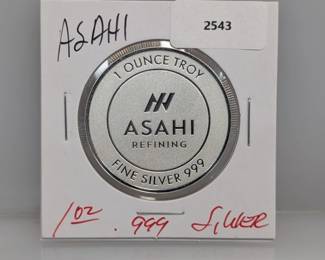 ASAHI
2543
1 OUNCE TROY
ASAHI
REFINING
FINE SILVER 999
1oz .999 SILVER